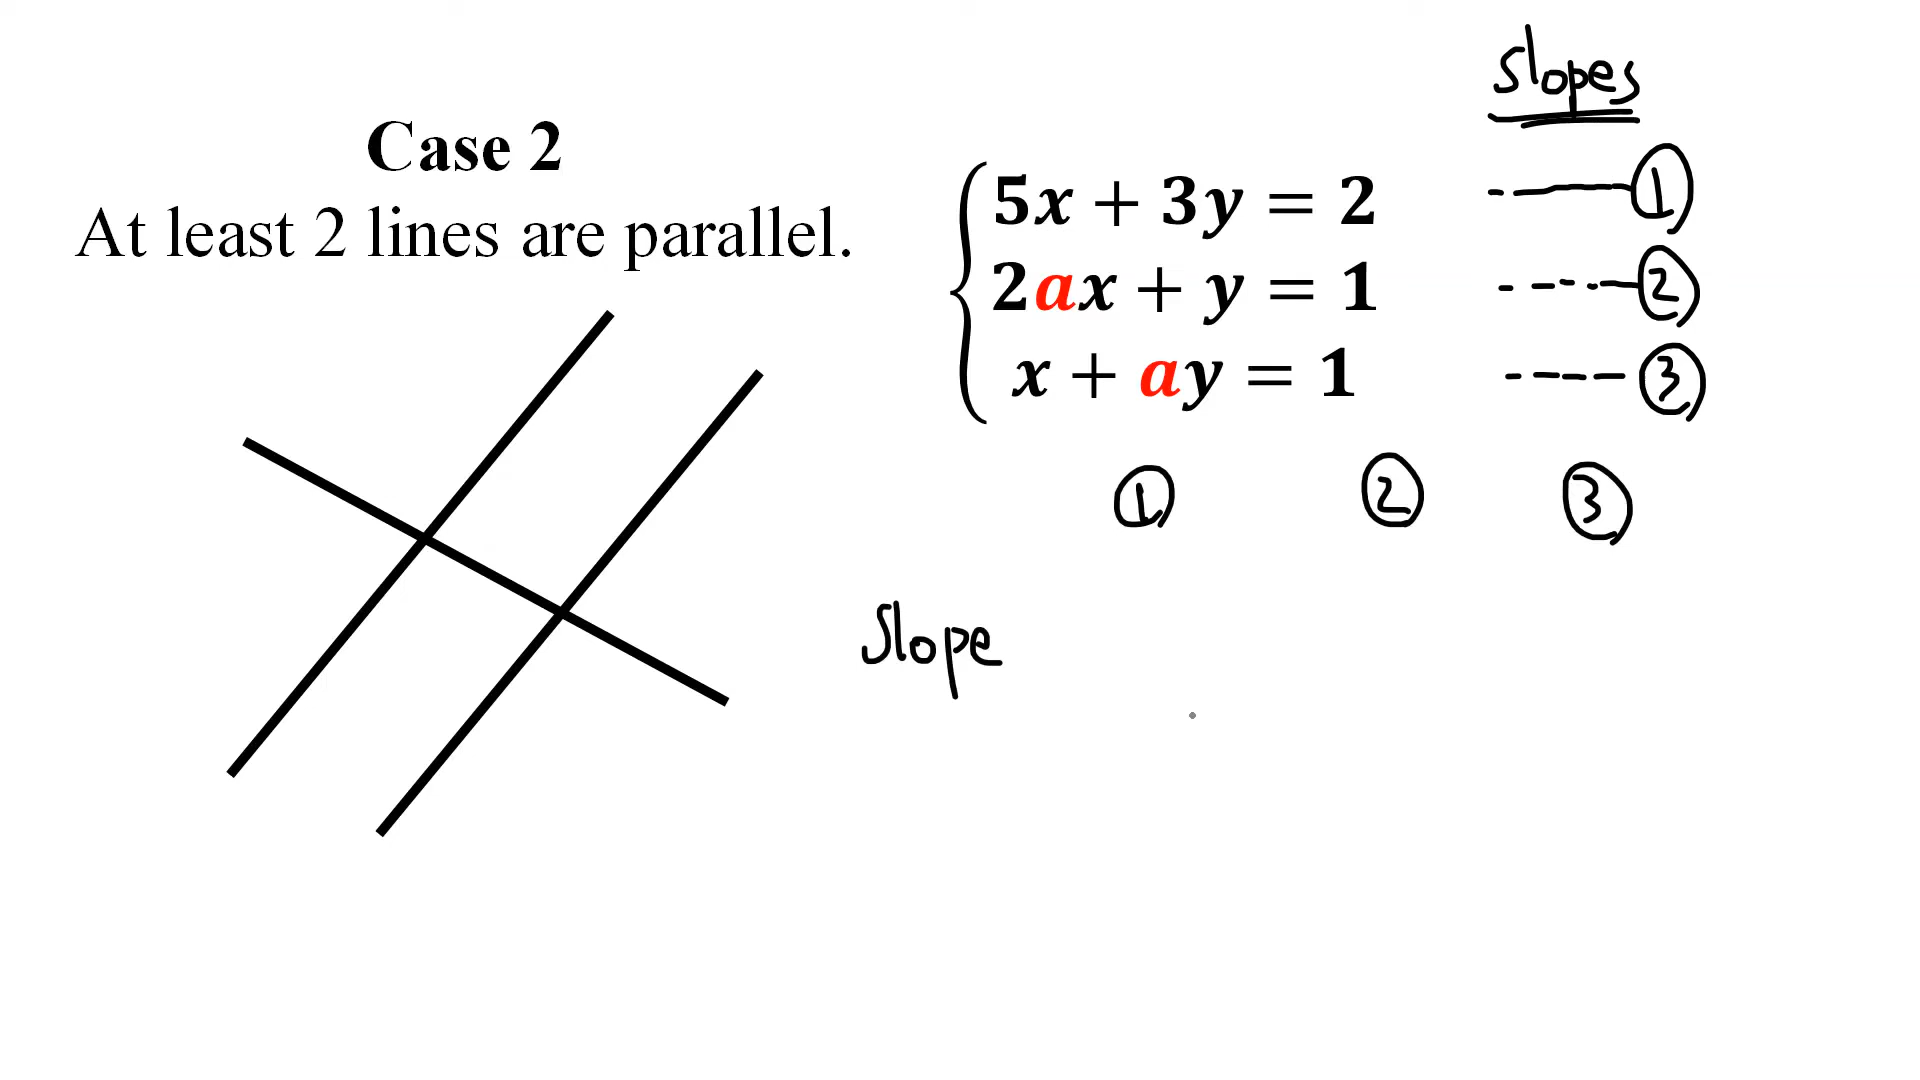 Case 2
At least 2 lines are parallel.
slopes
5x + 3y = 2 ------①
2ax + y = 1 ------②
x + ay = 1 ----③
① ② ③
Slope